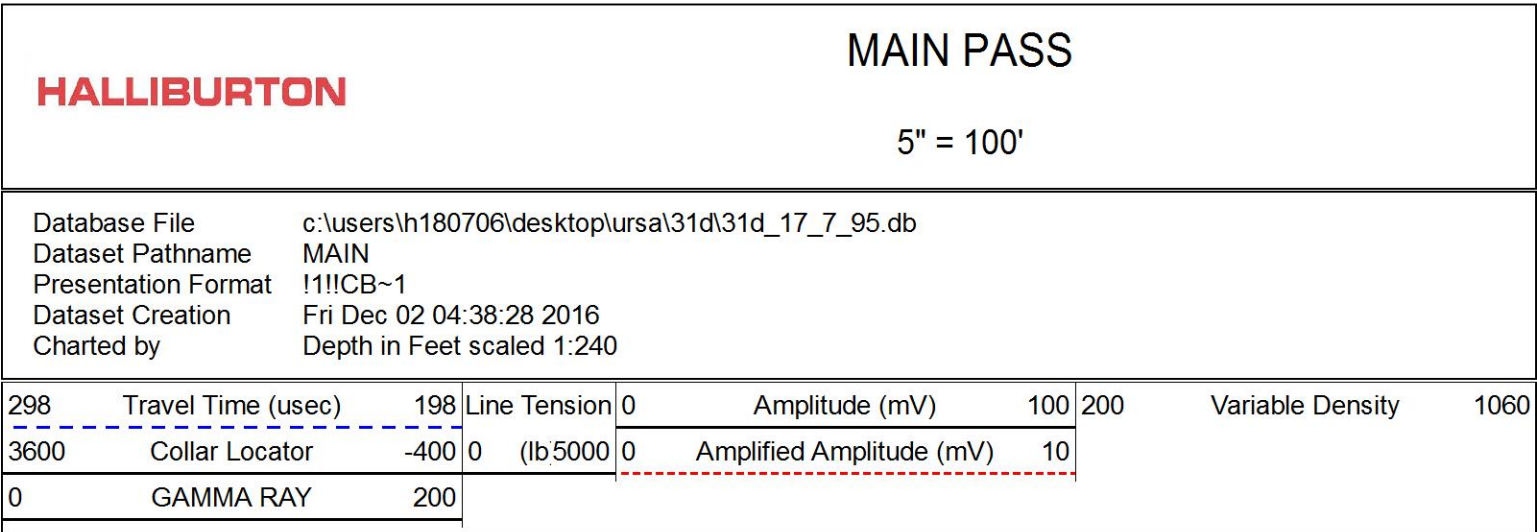 MAIN PASS
HALLIBURTON
5" = 100'
Database File c:\users\h180706\desktop\ursa\31d\31d_17_7_95.db
Dataset Pathname MAIN
Presentation Format !1!!CB~1
Dataset Creation Fri Dec 02 04:38:28 2016
Charted by Depth in Feet scaled 1:240
298 Travel Time (usec) 198 Line Tension 0 Amplitude (mV) 100 200 Variable Density 1060
3600 Collar Locator -400 0 (lb 5000 0 Amplified Amplitude (mV) 10
0 GAMMA RAY 200